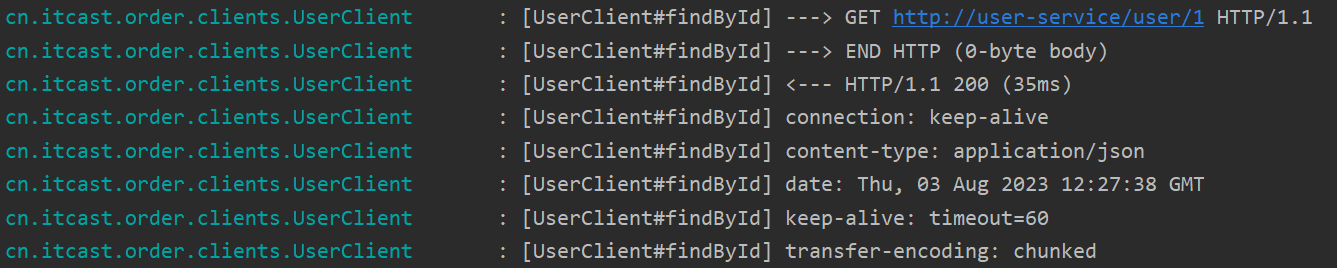 cn.itcast.order.clients.UserClient : [UserClient#findById] ---> GET http://user-service/user/1 HTTP/1.1
cn.itcast.order.clients.UserClient : [UserClient#findById] ---> END HTTP (0-byte body)
cn.itcast.order.clients.UserClient : [UserClient#findById] <--- HTTP/1.1 200 (35ms)
cn.itcast.order.clients.UserClient : [UserClient#findById] connection: keep-alive
cn.itcast.order.clients.UserClient : [UserClient#findById] content-type: application/json
cn.itcast.order.clients.UserClient : [UserClient#findById] date: Thu, 03 Aug 2023 12:27:38 GMT
cn.itcast.order.clients.UserClient : [UserClient#findById] keep-alive: timeout=60
cn.itcast.order.clients.UserClient : [UserClient#findById] transfer-encoding: chunked